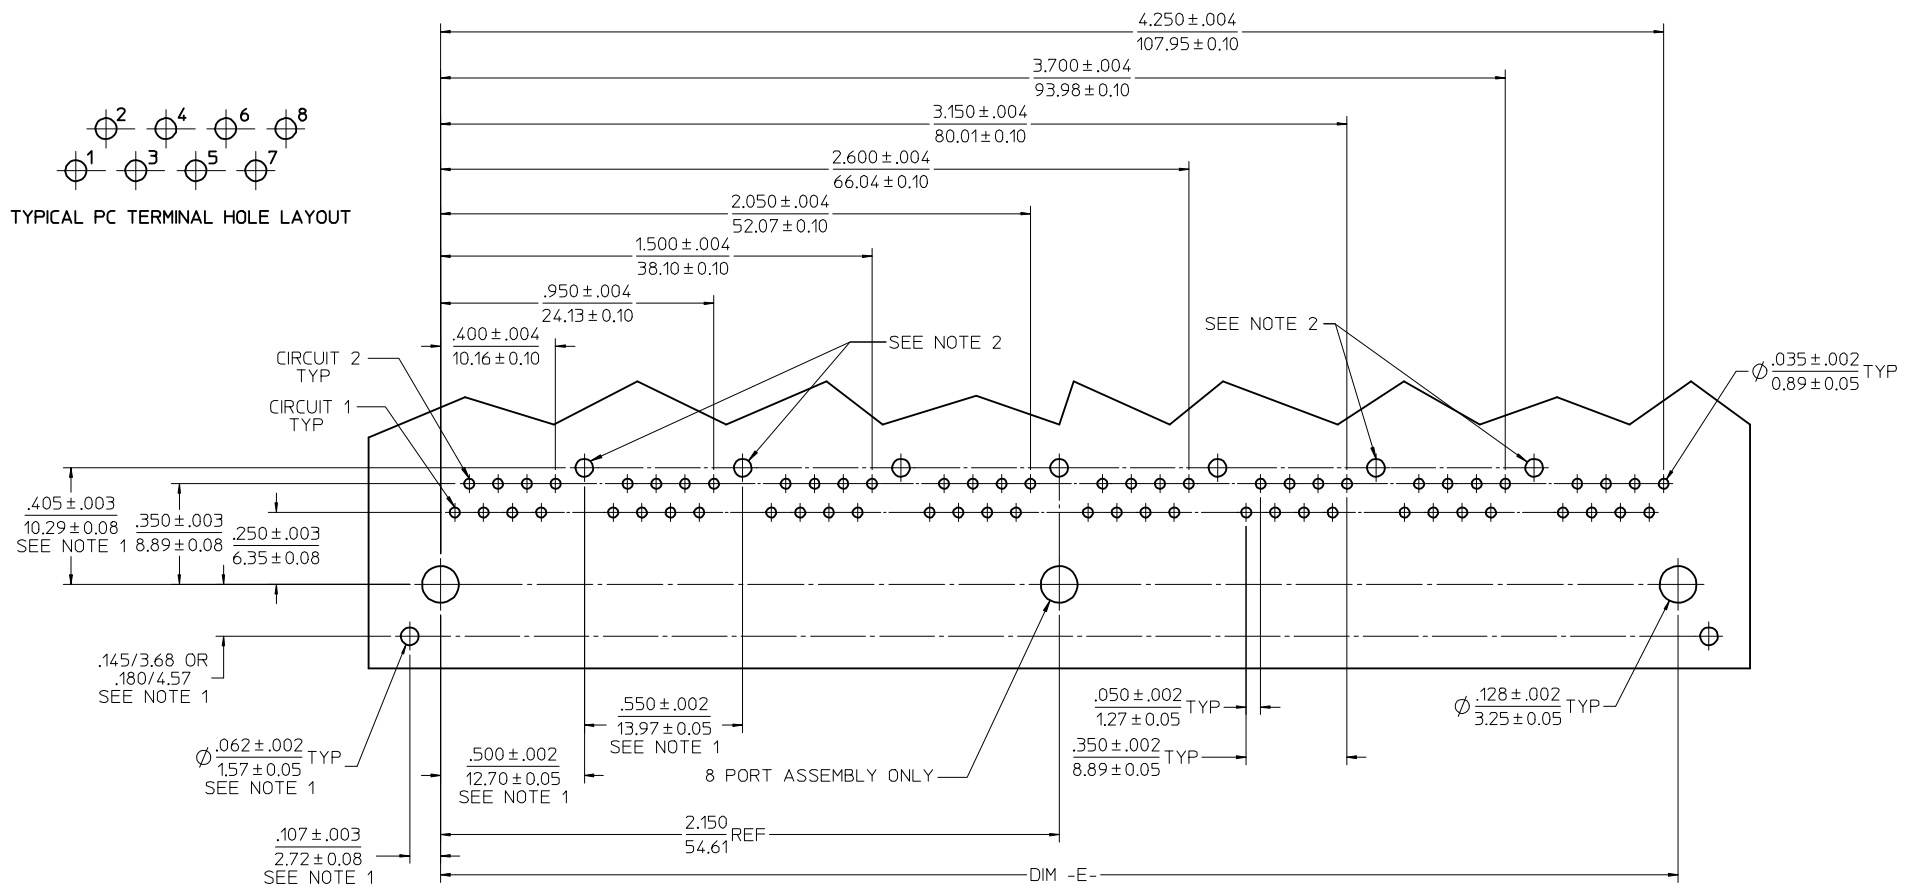 4.250±.004
107.95±0.10
3.700±.004
93.98±0.10
3.150±.004
80.01±0.10
2.600±.004
66.04±0.10
2.050±.004
52.07±0.10
1.500±.004
38.10±0.10
.950±.004
24.13±0.10
.400±.004
10.16±0.10
2 4 6 8
1 3 5 7
TYPICAL PC TERMINAL HOLE LAYOUT
SEE NOTE 2
SEE NOTE 2
CIRCUIT 2
TYP
CIRCUIT 1
TYP
⌀ .035±.002 TYP
0.89±0.05
.405±.003
10.29±0.08
SEE NOTE 1
.350±.003
8.89±0.08
.250±.003
6.35±0.08
.145/3.68 OR
.180/4.57
SEE NOTE 1
⌀ .062±.002 TYP
1.57±0.05
SEE NOTE 1
.107±.003
2.72±0.08
SEE NOTE 1
.550±.002
13.97±0.05
SEE NOTE 1
.500±.002
12.70±0.05
SEE NOTE 1
8 PORT ASSEMBLY ONLY
.050±.002 TYP
1.27±0.05
.350±.002 TYP
8.89±0.05
⌀ .128±.002 TYP
3.25±0.05
2.150 REF
54.61
DIM -E-